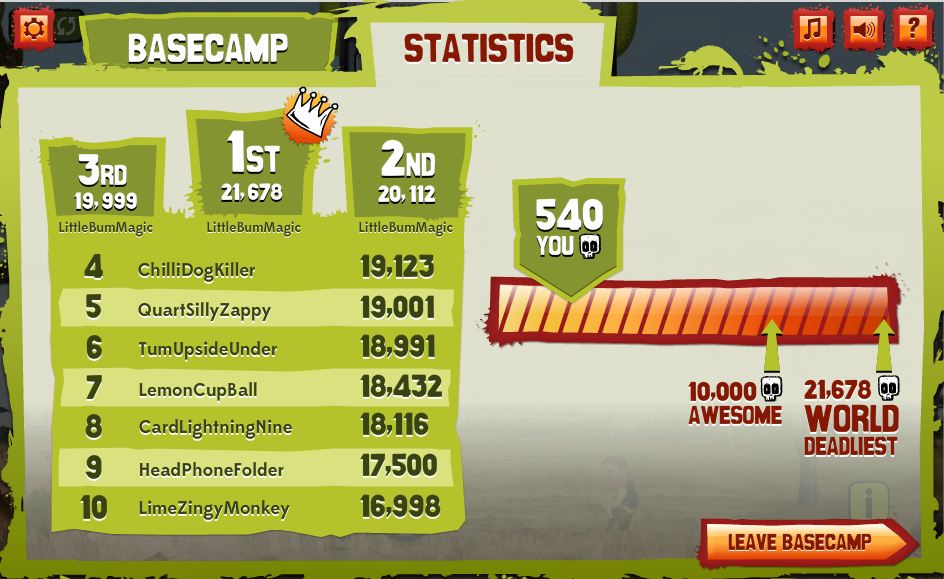 BASECAMP
STATISTICS
?
3RD
19,999
LittleBumMagic
1ST
21,678
LittleBumMagic
2ND
20,112
LittleBumMagic
4 ChilliDogKiller 19,123
5 QuartSillyZappy 19,001
6 TumUpsideUnder 18,991
7 LemonCupBall 18,432
8 CardLightningNine 18,116
9 HeadPhoneFolder 17,500
10 LimeZingyMonkey 16,998
540
YOU
10,000
AWESOME
21,678
WORLD
DEADLIEST
i
LEAVE BASECAMP